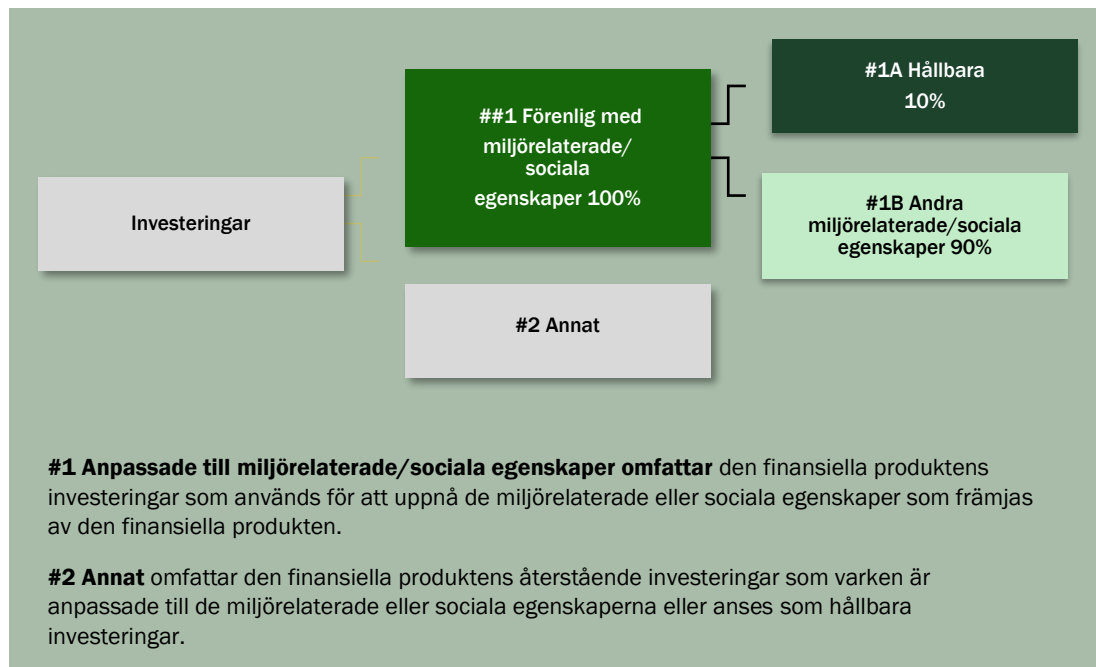 #1A Hållbara
10%
##1 Förenlig med
miljörelaterade/
sociala
egenskaper 100%
Investeringar
#1B Andra
miljörelaterade/sociala
egenskaper 90%
#2 Annat
#1 Anpassade till miljörelaterade/sociala egenskaper omfattar den finansiella produktens
investeringar som används för att uppnå de miljörelaterade eller sociala egenskaper som främjas
av den finansiella produkten.
#2 Annat omfattar den finansiella produktens återstående investeringar som varken är
anpassade till de miljörelaterade eller sociala egenskaperna eller anses som hållbara
investeringar.